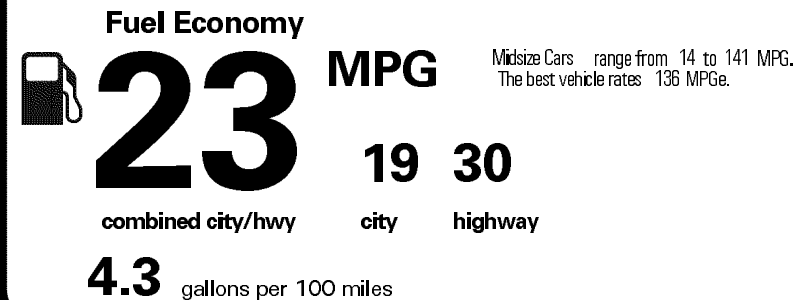 Fuel Economy
23 MPG
Midsize Cars range from 14 to 141 MPG.
The best vehicle rates 136 MPGe.
19 30
combined city/hwy city highway
4.3 gallons per 100 miles